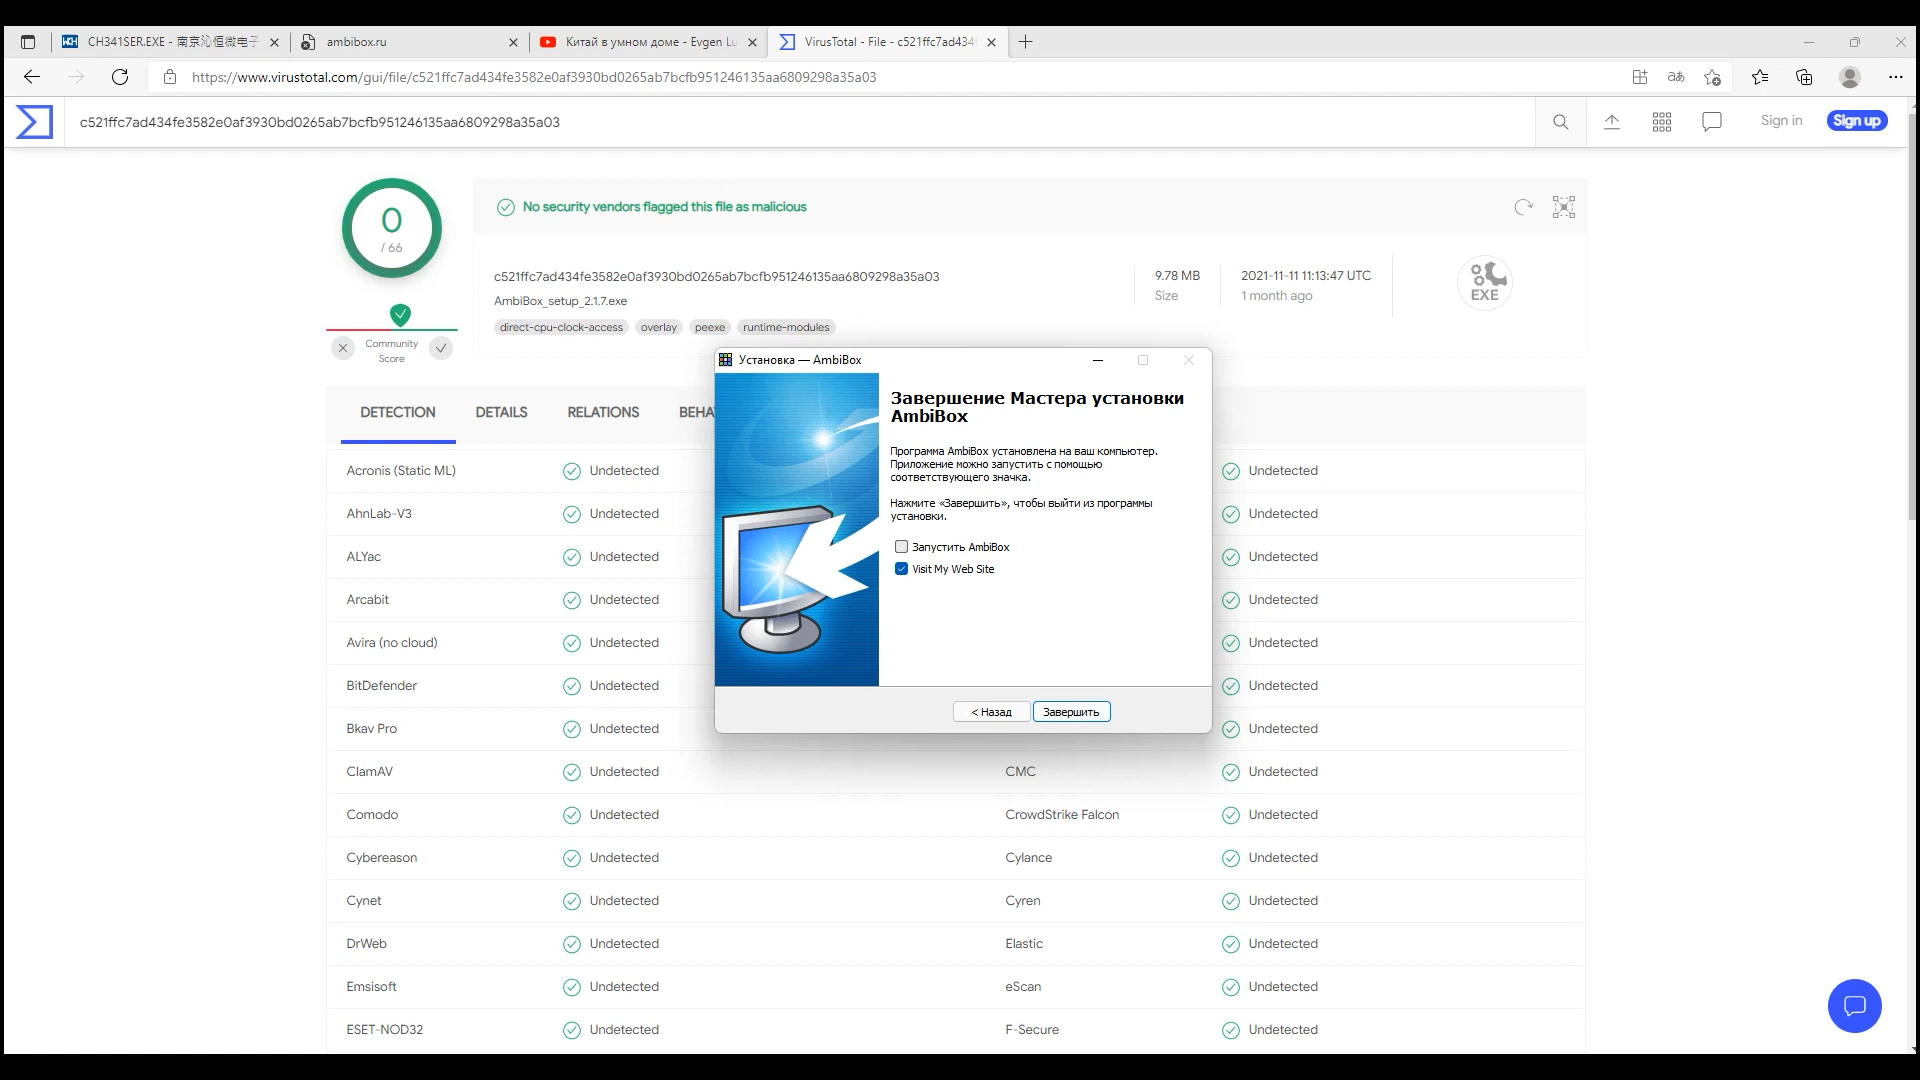 CH341SER.EXE - 南京沁恒微电子
ambibox.ru
Китай в умном доме - Evgen Lu
VirusTotal - File - c521ffc7ad434
https://www.virustotal.com/gui/file/c521ffc7ad434fe3582e0af3930bd0265ab7bcfb951246135aa6809298a35a03
c521ffc7ad434fe3582e0af3930bd0265ab7bcfb951246135aa6809298a35a03
Sign in
Sign up
0
/ 66
No security vendors flagged this file as malicious
c521ffc7ad434fe3582e0af3930bd0265ab7bcfb951246135aa6809298a35a03
AmbiBox_setup_2.1.7.exe
direct-cpu-clock-access overlay peexe runtime-modules
9.78 MB
Size
2021-11-11 11:13:47 UTC
1 month ago
EXE
Community
Score
DETECTION DETAILS RELATIONS BEHA
Установка — AmbiBox
Завершение Мастера установки
AmbiBox
Программа AmbiBox установлена на ваш компьютер.
Приложение можно запустить с помощью
соответствующего значка.
Нажмите «Завершить», чтобы выйти из программы
установки.
Запустить AmbiBox
Visit My Web Site
< Назад
Завершить
Acronis (Static ML) Undetected Undetected
AhnLab-V3 Undetected Undetected
ALYac Undetected Undetected
Arcabit Undetected Undetected
Avira (no cloud) Undetected Undetected
BitDefender Undetected Undetected
Bkav Pro Undetected Undetected
ClamAV Undetected CMC Undetected
Comodo Undetected CrowdStrike Falcon Undetected
Cybereason Undetected Cylance Undetected
Cynet Undetected Cyren Undetected
DrWeb Undetected Elastic Undetected
Emsisoft Undetected eScan Undetected
ESET-NOD32 Undetected F-Secure Undetected